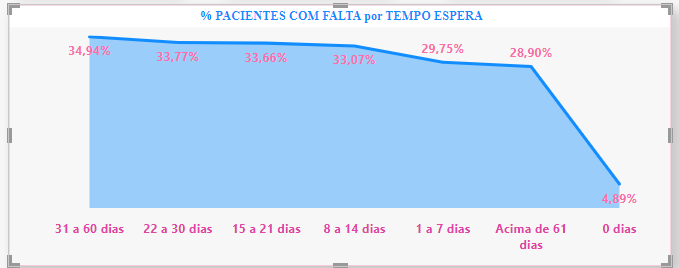 % PACIENTES COM FALTA por TEMPO ESPERA
34,94%
33,77%
33,66%
33,07%
29,75%
28,90%
4,89%
31 a 60 dias
22 a 30 dias
15 a 21 dias
8 a 14 dias
1 a 7 dias
Acima de 61
dias
0 dias